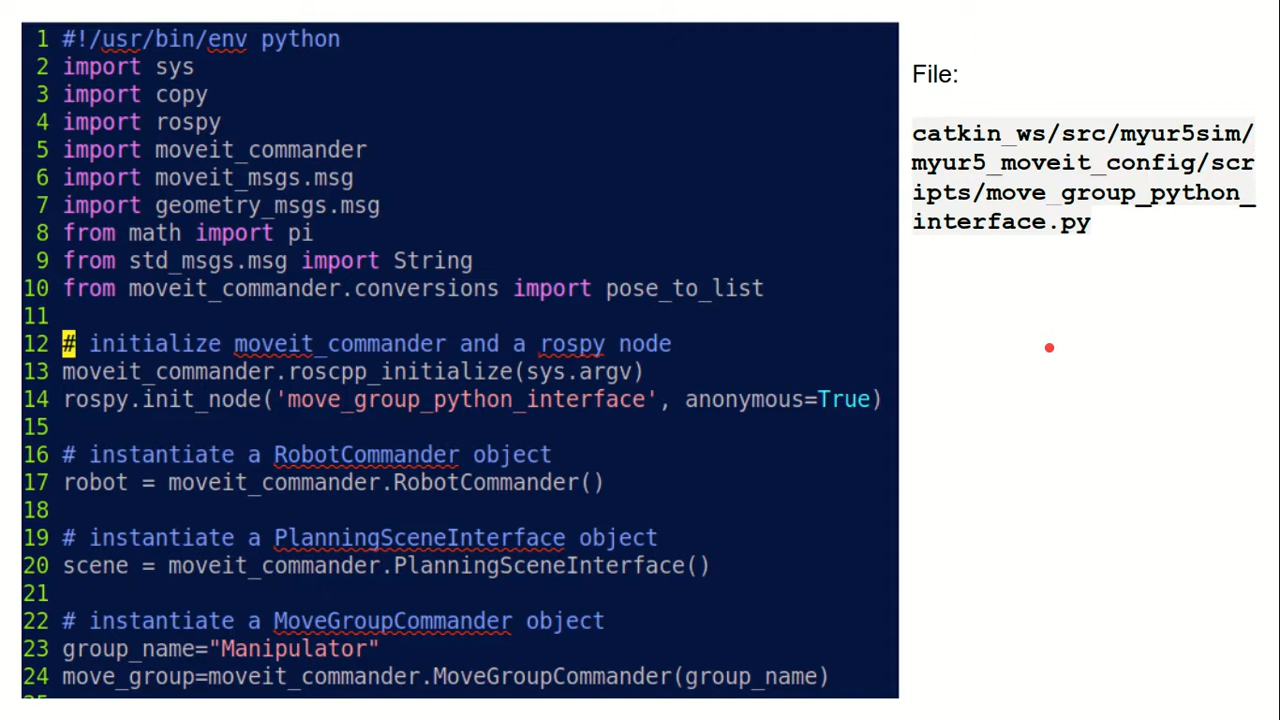 1 #!/usr/bin/env python
2 import sys
3 import copy
4 import rospy
5 import moveit_commander
6 import moveit_msgs.msg
7 import geometry_msgs.msg
8 from math import pi
9 from std_msgs.msg import String
10 from moveit_commander.conversions import pose_to_list
11
12 # initialize moveit_commander and a rospy node
13 moveit_commander.roscpp_initialize(sys.argv)
14 rospy.init_node('move_group_python_interface', anonymous=True)
15
16 # instantiate a RobotCommander object
17 robot = moveit_commander.RobotCommander()
18
19 # instantiate a PlanningSceneInterface object
20 scene = moveit_commander.PlanningSceneInterface()
21
22 # instantiate a MoveGroupCommander object
23 group_name="Manipulator"
24 move_group=moveit_commander.MoveGroupCommander(group_name)
File:
catkin_ws/src/myur5sim/
myur5_moveit_config/scr
ipts/move_group_python_
interface.py